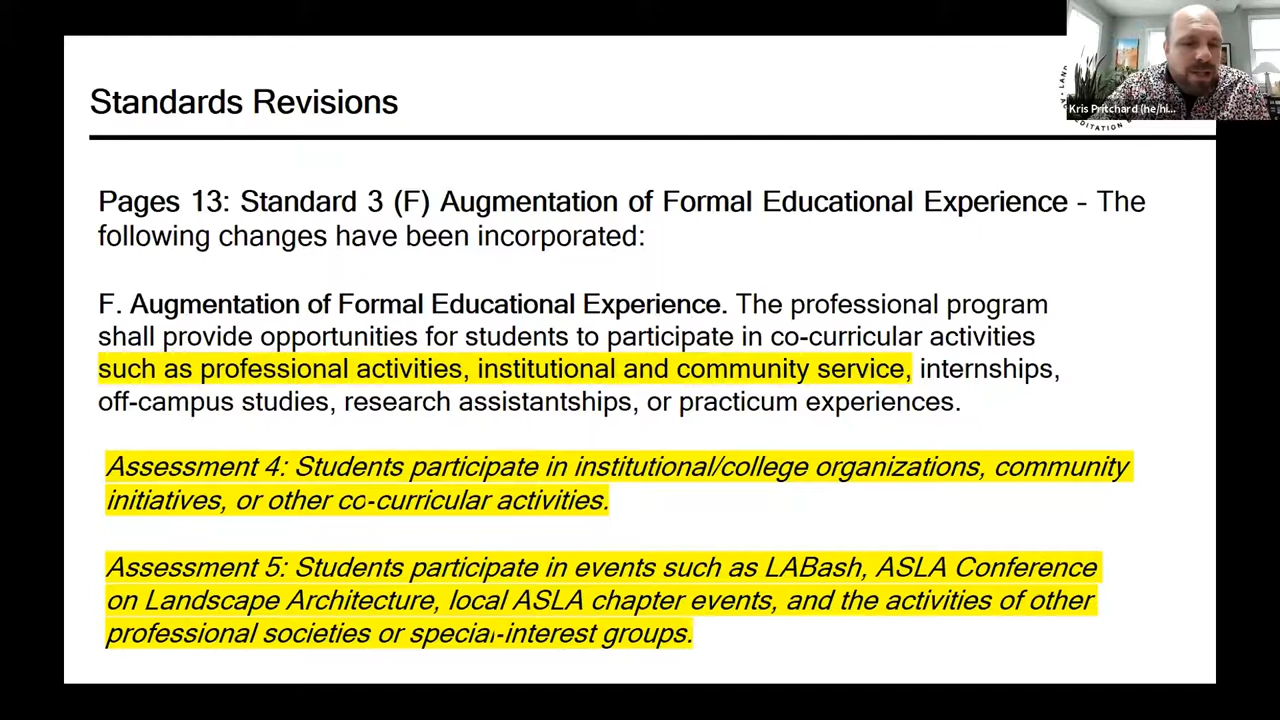 Standards Revisions
Kris Pritchard (he/hi...
Pages 13: Standard 3 (F) Augmentation of Formal Educational Experience - The
following changes have been incorporated:
F. Augmentation of Formal Educational Experience. The professional program
shall provide opportunities for students to participate in co-curricular activities
such as professional activities, institutional and community service, internships,
off-campus studies, research assistantships, or practicum experiences.
Assessment 4: Students participate in institutional/college organizations, community
initiatives, or other co-curricular activities.
Assessment 5: Students participate in events such as LABash, ASLA Conference
on Landscape Architecture, local ASLA chapter events, and the activities of other
professional societies or special-interest groups.